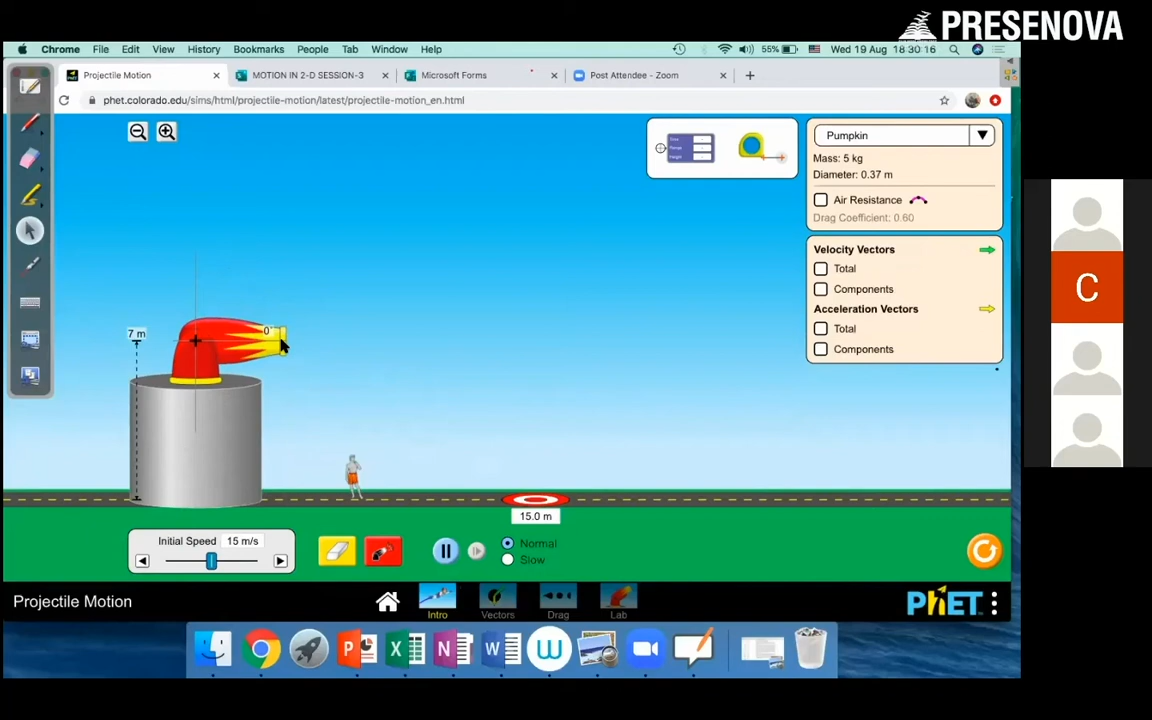 PRESENOVA
Chrome File Edit View History Bookmarks People Tab Window Help 55% Wed 19 Aug 18:30:16
Projectile Motion MOTION IN 2-D SESSION-3 Microsoft Forms Post Attendee - Zoom
phet.colorado.edu/sims/html/projectile-motion/latest/projectile-motion_en.html
Pumpkin
Mass: 5 kg
Diameter: 0.37 m
Air Resistance
Drag Coefficient: 0.60
Velocity Vectors
Total
Components
Acceleration Vectors
Total
Components
7 m
0°
15.0 m
Initial Speed 15 m/s
Normal
Slow
Projectile Motion
Intro Vectors Drag Lab
PhET
C